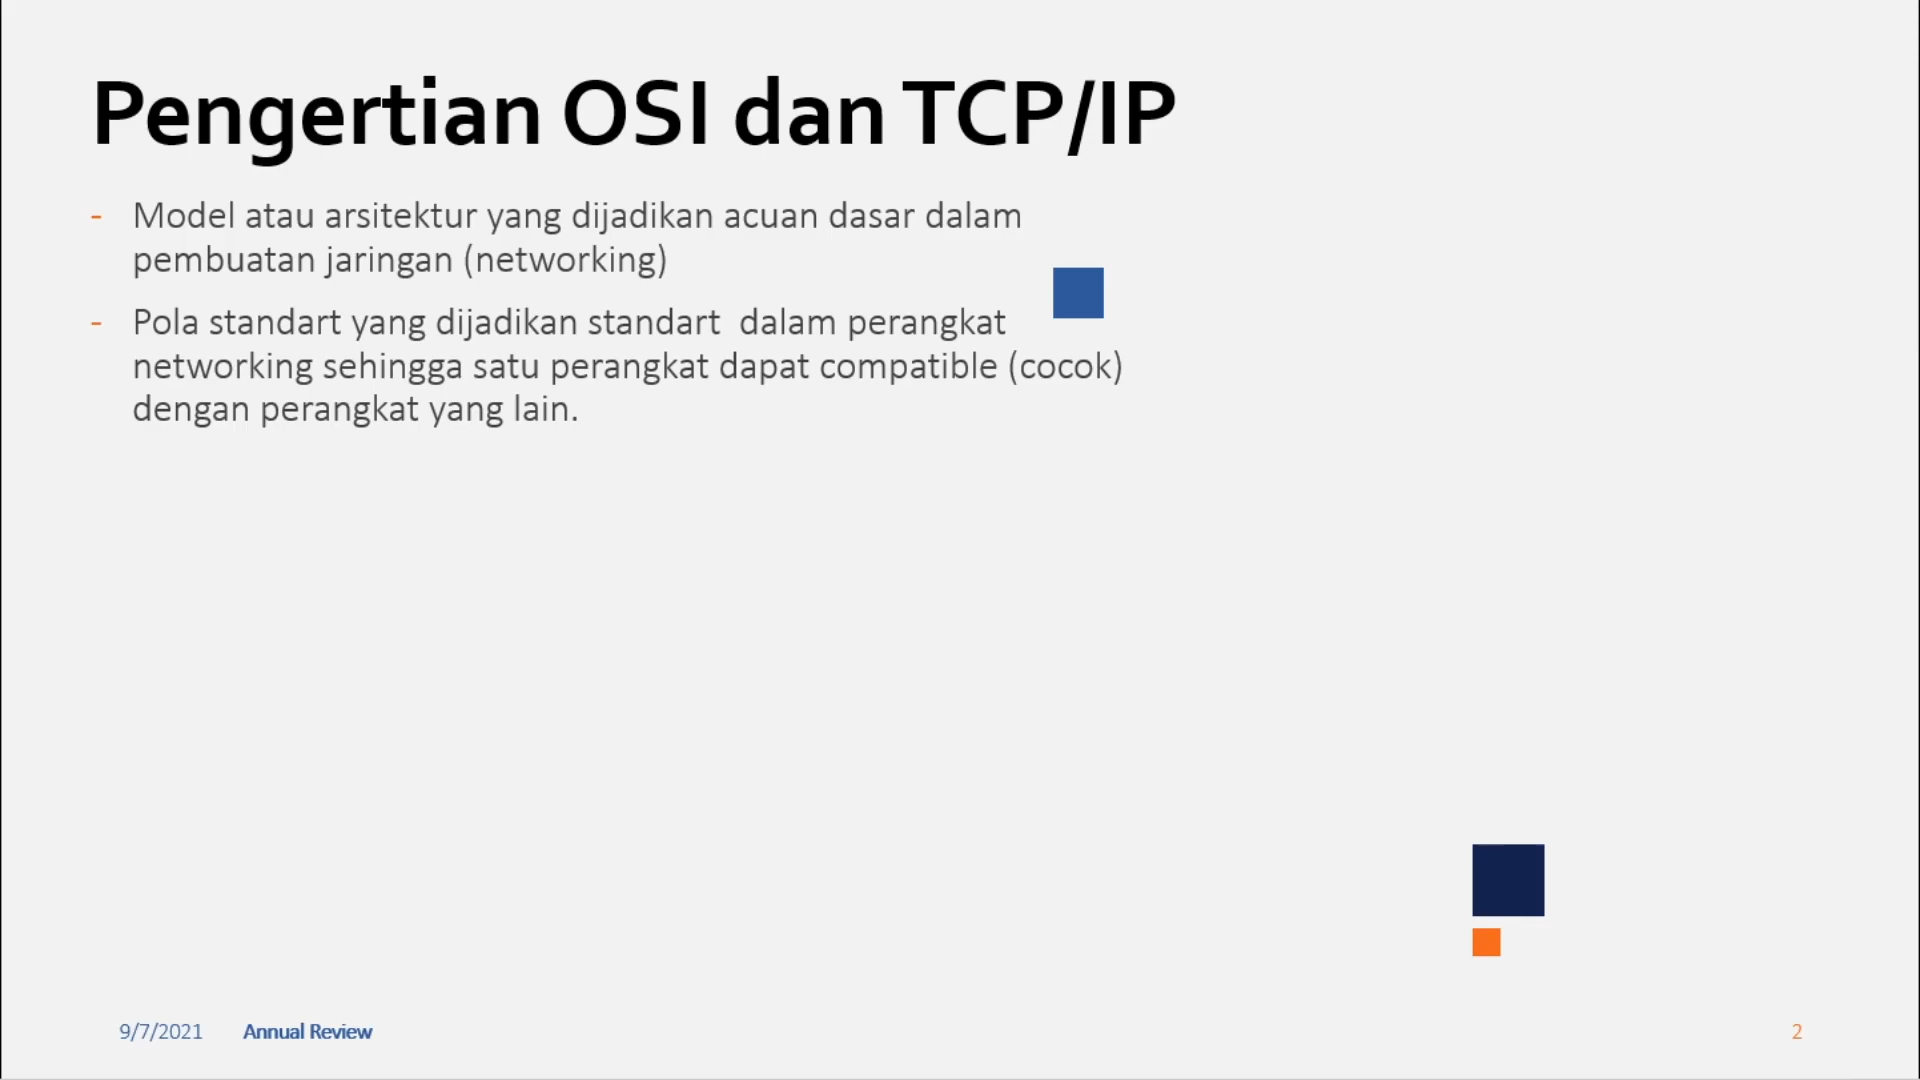 Pengertian OSI dan TCP/IP
- Model atau arsitektur yang dijadikan acuan dasar dalam
pembuatan jaringan (networking)
- Pola standart yang dijadikan standart  dalam perangkat
networking sehingga satu perangkat dapat compatible (cocok)
dengan perangkat yang lain.
9/7/2021 Annual Review 2